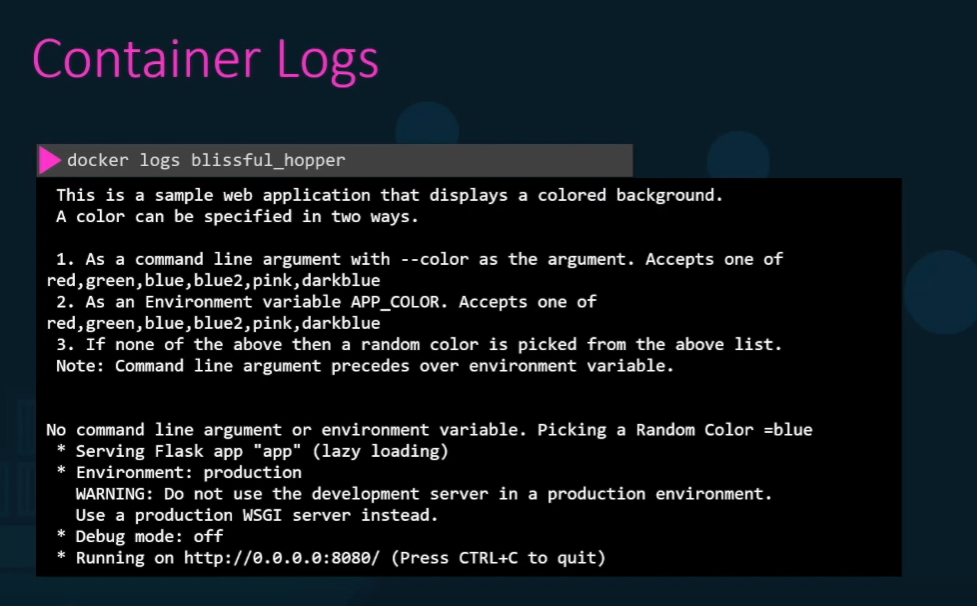 Container Logs
docker logs blissful_hopper
This is a sample web application that displays a colored background.
A color can be specified in two ways.
1. As a command line argument with --color as the argument. Accepts one of
red,green,blue,blue2,pink,darkblue
2. As an Environment variable APP_COLOR. Accepts one of
red,green,blue,blue2,pink,darkblue
3. If none of the above then a random color is picked from the above list.
Note: Command line argument precedes over environment variable.
No command line argument or environment variable. Picking a Random Color =blue
* Serving Flask app "app" (lazy loading)
* Environment: production
WARNING: Do not use the development server in a production environment.
Use a production WSGI server instead.
* Debug mode: off
* Running on http://0.0.0.0:8080/ (Press CTRL+C to quit)